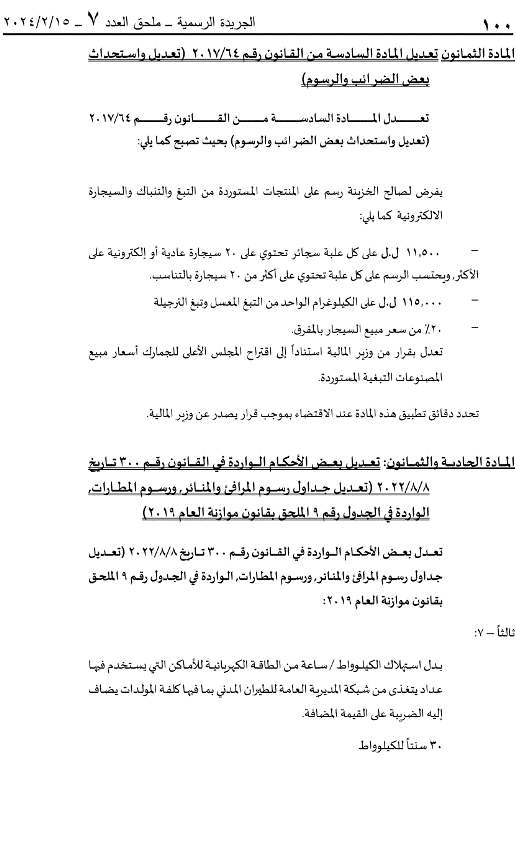 ١٠٠ الجريدة الرسمية – ملحق العدد ٧ – ٢٠٢٤/٢/١٥
المادة الثمانون تعديل المادة السادسة من القانون رقم ٢٠١٧/٦٤ (تعديل واستحداث
بعض الضرائب والرسوم)
تعدل المادة السادسة من القانون رقم ٢٠١٧/٦٤
(تعديل واستحداث بعض الضرائب والرسوم) بحيث تصبح كما يلي:
يفرض لصالح الخزينة رسم على المنتجات المستوردة من التبغ والتنباك والسيجارة
الالكترونية كما يلي:
– ١١,٥٠٠ ل.ل على كل علبة سجائر تحتوي على ٢٠ سيجارة عادية أو إلكترونية على
الأكثر, ويحتسب الرسم على كل علبة تحتوي على أكثر من ٢٠ سيجارة بالتناسب.
– ١١٥,٠٠٠ ل.ل على الكيلوغرام الواحد من التبغ المعسل وتبغ النرجيلة
– ٢٠٪ من سعر مبيع السيجار بالمفرق.
تعدل بقرار من وزير المالية استناداً إلى اقتراح المجلس الأعلى للجمارك أسعار مبيع
المصنوعات التبغية المستوردة.
تحدد دقائق تطبيق هذه المادة عند الاقتضاء بموجب قرار يصدر عن وزير المالية.
المادة الحادية والثمانون: تعديل بعض الأحكام الواردة في القانون رقم ٣٠٠ تاريخ
٢٠٢٢/٨/٨ (تعديل جداول رسوم المرافئ والمنائر, ورسوم المطارات,
الواردة في الجدول رقم ٩ الملحق بقانون موازنة العام ٢٠١٩)
تعدل بعض الأحكام الواردة في القانون رقم ٣٠٠ تاريخ ٢٠٢٢/٨/٨ (تعديل
جداول رسوم المرافئ والمنائر, ورسوم المطارات, الواردة في الجدول رقم ٩ الملحق
بقانون موازنة العام ٢٠١٩:
ثالثاً – ٧:
بدل استهلاك الكيلوواط / ساعة من الطاقة الكهربائية للأماكن التي يستخدم فيها
عداد يتغذى من شبكة المديرية العامة للطيران المدني بما فيها كلفة المولدات يضاف
إليه الضريبة على القيمة المضافة.
٣٠ سنتاً للكيلوواط